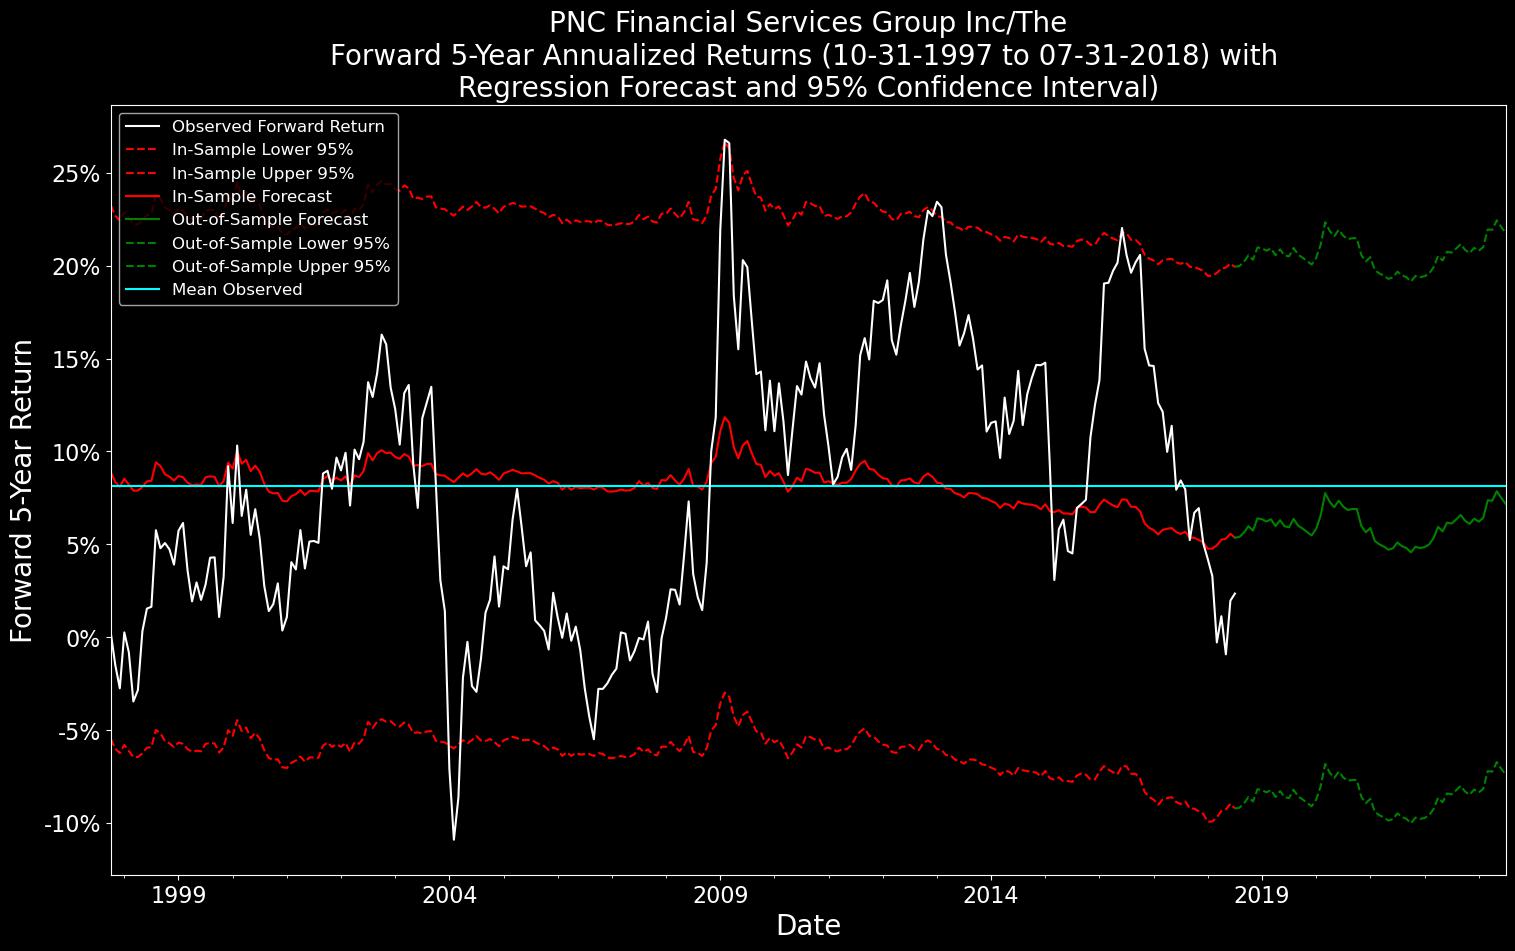 PNC Financial Services Group Inc/The
Forward 5-Year Annualized Returns (10-31-1997 to 07-31-2018) with
Regression Forecast and 95% Confidence Interval)
Observed Forward Return
In-Sample Lower 95%
In-Sample Upper 95%
In-Sample Forecast
Out-of-Sample Forecast
Out-of-Sample Lower 95%
Out-of-Sample Upper 95%
Mean Observed
Forward 5-Year Return
25%
20%
15%
10%
5%
0%
-5%
-10%
1999
2004
2009
2014
2019
Date